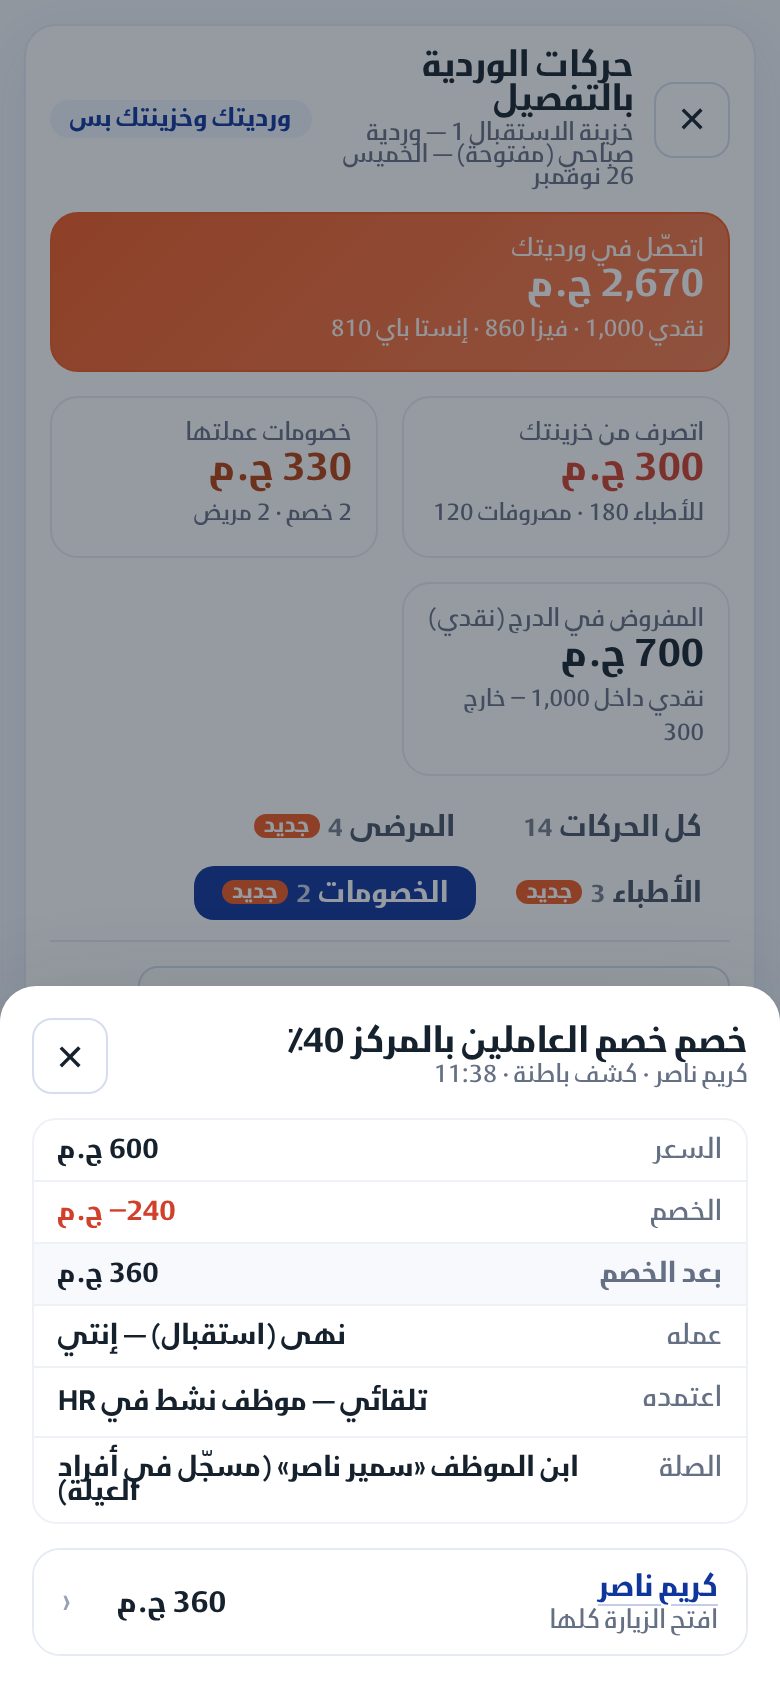 حركات الوردية
بالتفصيل
خزينة الاستقبال 1 — وردية
صباحي (مفتوحة) — الخميس
26 نوفمبر
ورديتك وخزينتك بس
اتحصّل في ورديتك
2,670 ج.م
نقدي 1,000 · فيزا 860 · إنستا باي 810
اتصرف من خزينتك
300 ج.م
للأطباء 180 · مصروفات 120
خصومات عملتها
330 ج.م
2 خصم · 2 مريض
المفروض في الدرج (نقدي)
700 ج.م
نقدي داخل 1,000 − خارج
300
كل الحركات 14
المرضى 4 جديد
الأطباء 3 جديد
الخصومات 2 جديد
خصم خصم العاملين بالمركز 40٪
كريم ناصر · كشف باطنة · 11:38
السعر 600 ج.م
الخصم −240 ج.م
بعد الخصم 360 ج.م
عمله نهى (استقبال) — إنتي
اعتمده تلقائي — موظف نشط في HR
الصلة ابن الموظف «سمير ناصر» (مسجّل في أفراد
العيلة)
كريم ناصر
افتح الزيارة كلها
360 ج.م